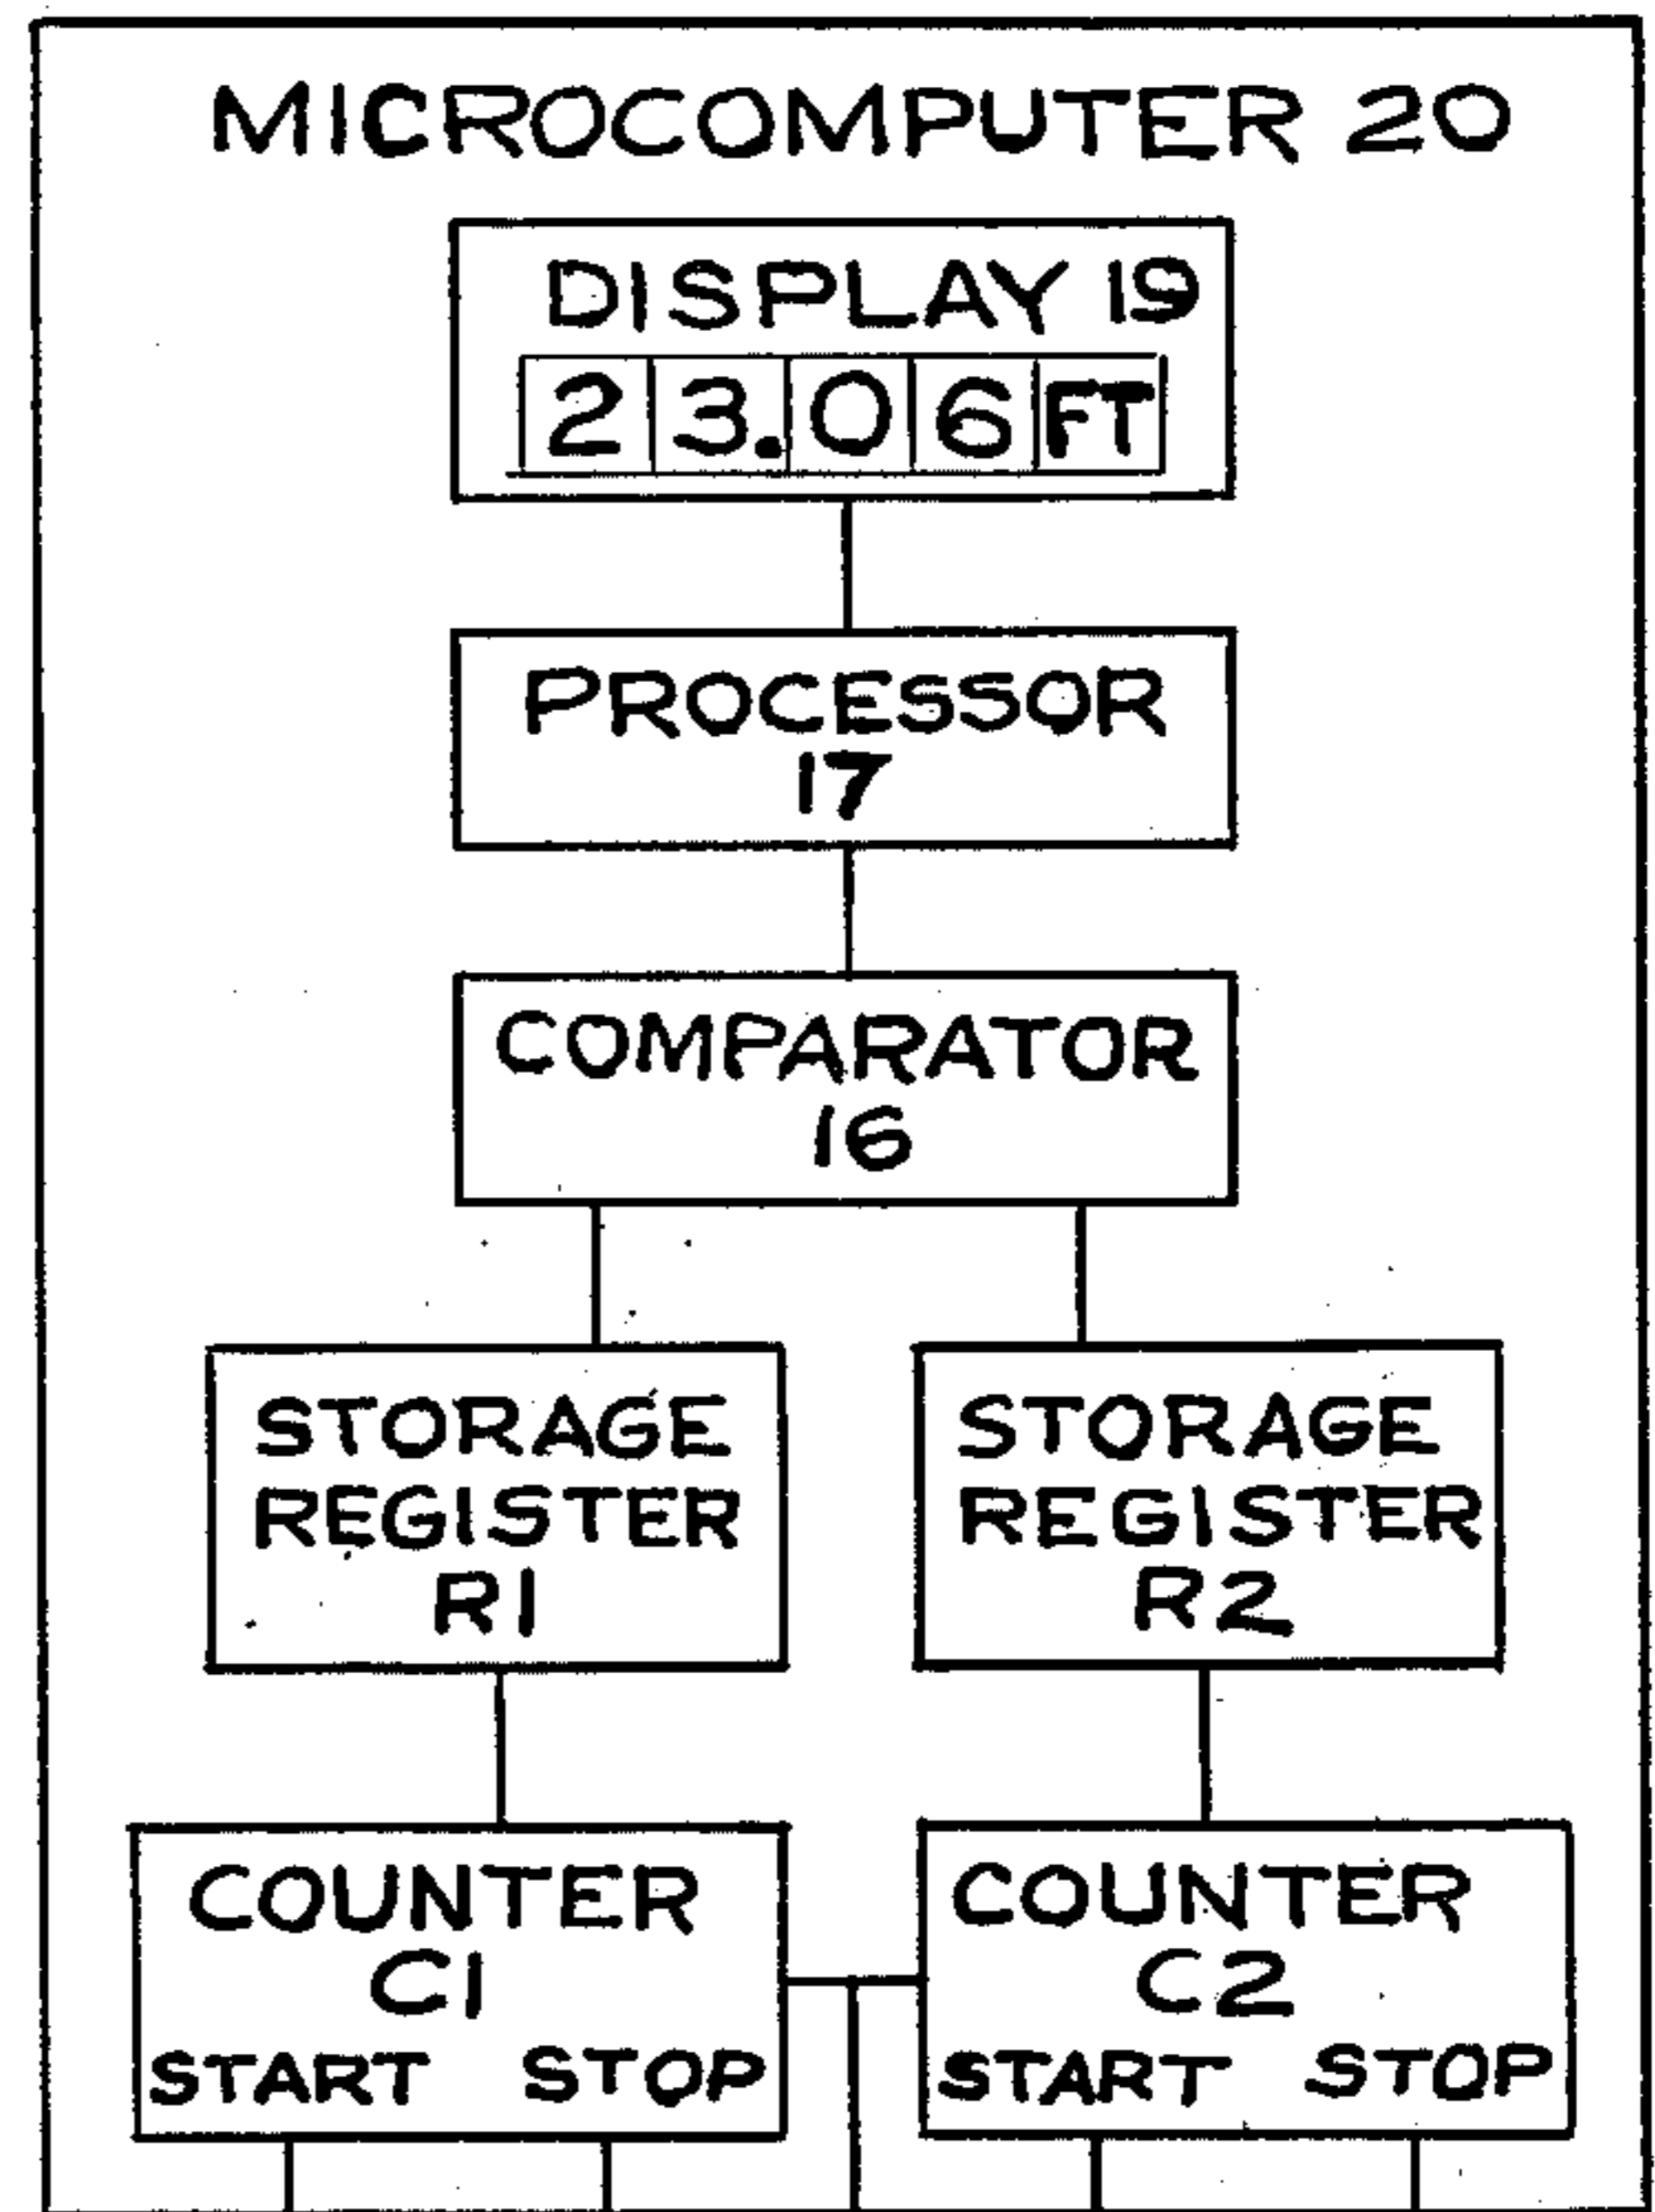 MICROCOMPUTER 20
DISPLAY 19
23.06 FT
PROCESSOR
17
COMPARATOR
16
STORAGE
REGISTER
R1
STORAGE
REGISTER
R2
COUNTER
C1
START STOP
COUNTER
C2
START STOP